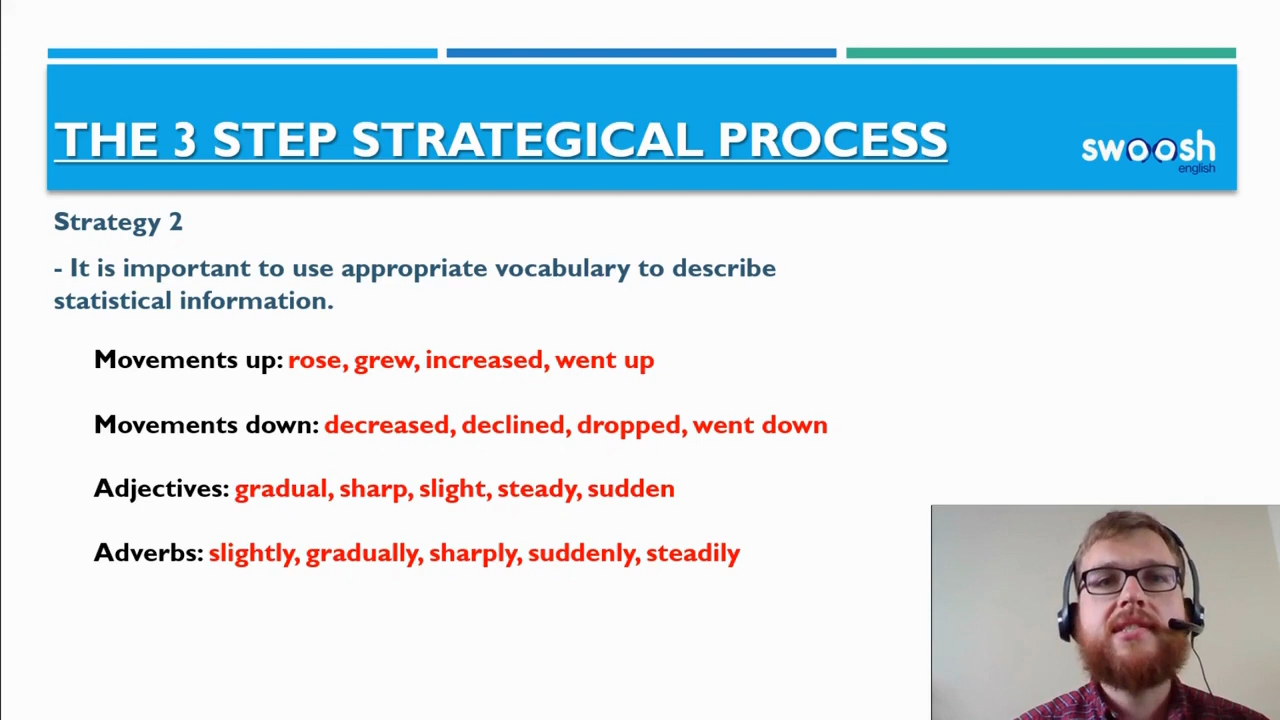 THE 3 STEP STRATEGICAL PROCESS
swoosh
english
Strategy 2
- It is important to use appropriate vocabulary to describe
statistical information.
Movements up: rose, grew, increased, went up
Movements down: decreased, declined, dropped, went down
Adjectives: gradual, sharp, slight, steady, sudden
Adverbs: slightly, gradually, sharply, suddenly, steadily